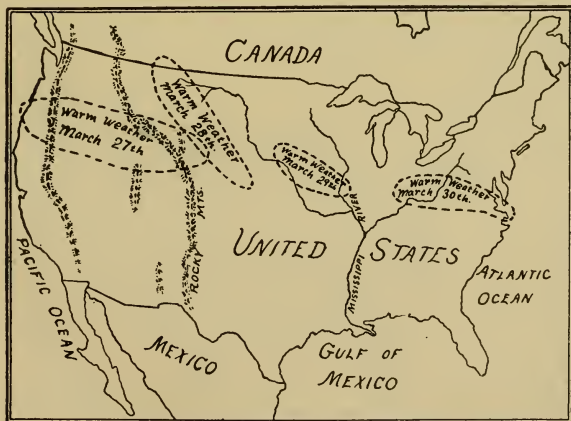 CANADA
Warm Weather
March 28th
Warm Weather
March 27th
Warm Weather
March 29th
Warm Weather
March 30th.
RIVER
MTS.
UNITED
STATES
MISSISSIPPI
ROCKY
ATLANTIC
OCEAN
PACIFIC OCEAN
MEXICO
GULF OF
MEXICO